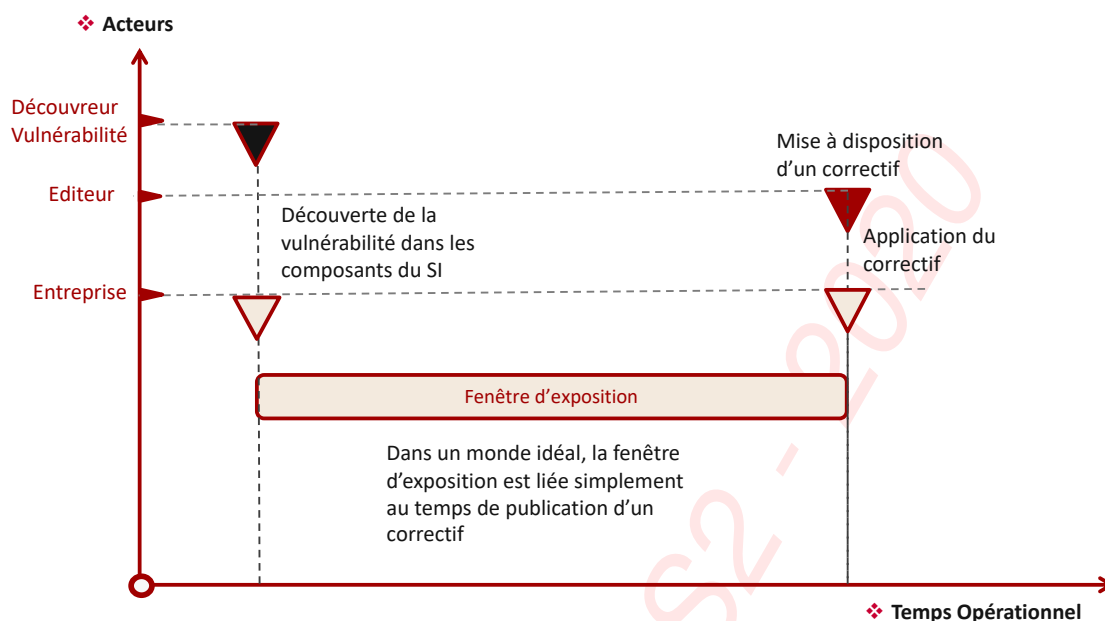 ❖ Acteurs
Découvreur
Vulnérabilité
Editeur
Entreprise
Découverte de la
vulnérabilité dans les
composants du SI
Mise à disposition
d’un correctif
Application du
correctif
Fenêtre d’exposition
Dans un monde idéal, la fenêtre
d’exposition est liée simplement
au temps de publication d’un
correctif
❖ Temps Opérationnel
S2 - 2020